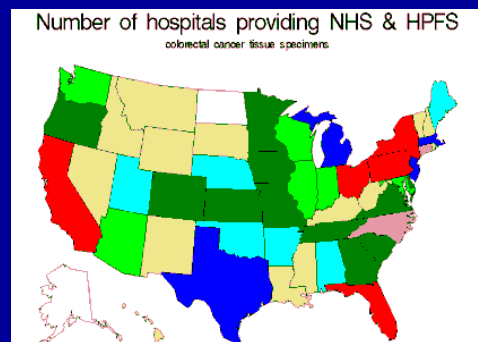 Number of hospitals providing NHS & HPFS
colorectal cancer tissue specimens